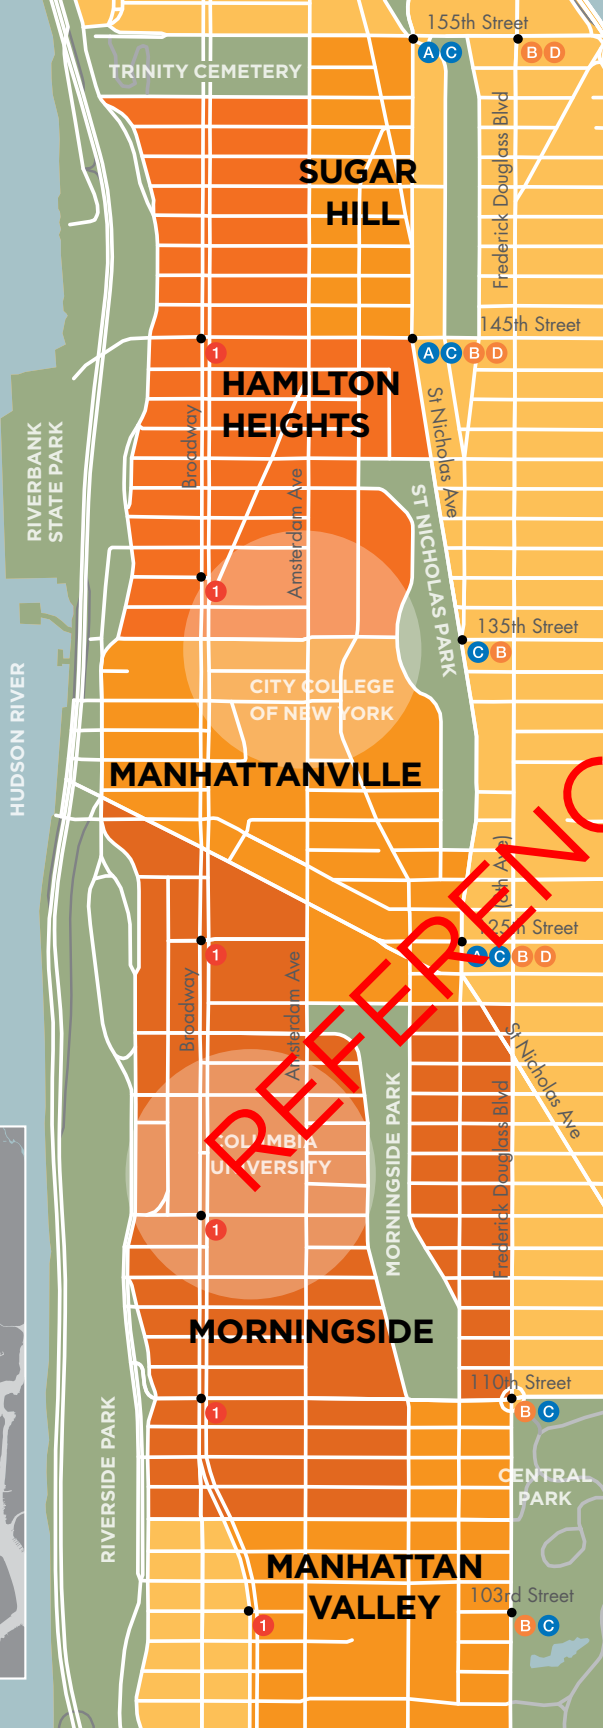 155th Street
A C
B D
TRINITY CEMETERY
Frederick Douglass Blvd
SUGAR
HILL
145th Street
1
A C B D
HAMILTON
HEIGHTS
Broadway
St Nicholas Ave
RIVERBANK
STATE PARK
Amsterdam Ave
ST NICHOLAS PARK
1
135th Street
C B
HUDSON RIVER
CITY COLLEGE
OF NEW YORK
MANHATTANVILLE
(8th Ave)
125th Street
1
A C B D
Broadway
Amsterdam Ave
REFERENC
St Nicholas Ave
MORNINGSIDE PARK
Frederick Douglass Blvd
COLUMBIA
UNIVERSITY
1
MORNINGSIDE
110th Street
1
B C
RIVERSIDE PARK
CENTRAL
PARK
MANHATTAN
VALLEY
103rd Street
1
B C